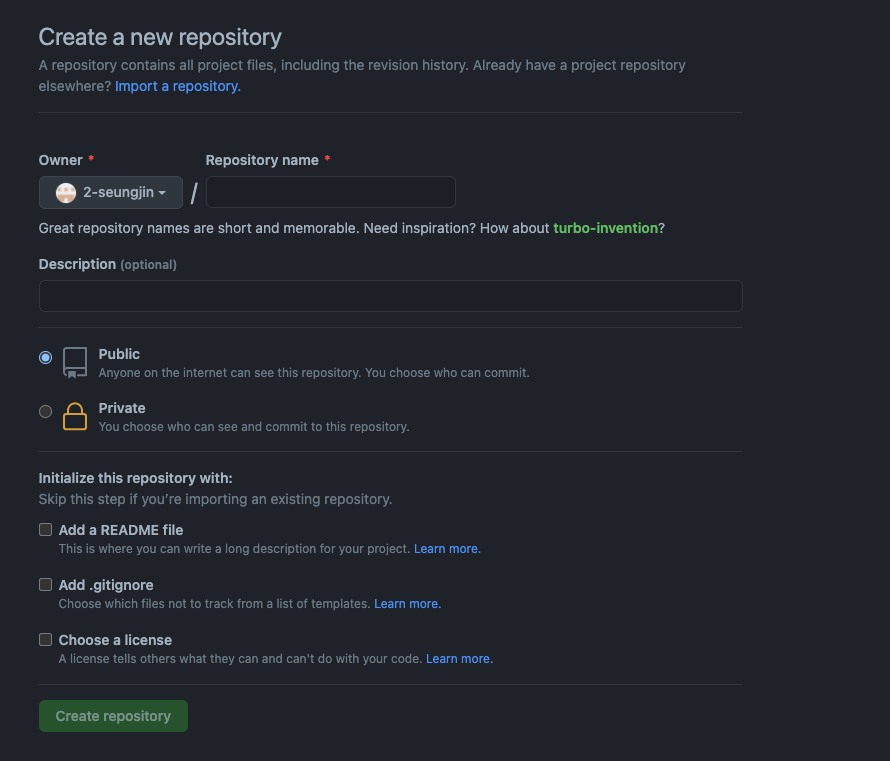 Create a new repository
A repository contains all project files, including the revision history. Already have a project repository
elsewhere? Import a repository.
Owner * Repository name *
2-seungjin /
Great repository names are short and memorable. Need inspiration? How about turbo-invention?
Description (optional)
Public
Anyone on the internet can see this repository. You choose who can commit.
Private
You choose who can see and commit to this repository.
Initialize this repository with:
Skip this step if you’re importing an existing repository.
Add a README file
This is where you can write a long description for your project. Learn more.
Add .gitignore
Choose which files not to track from a list of templates. Learn more.
Choose a license
A license tells others what they can and can't do with your code. Learn more.
Create repository